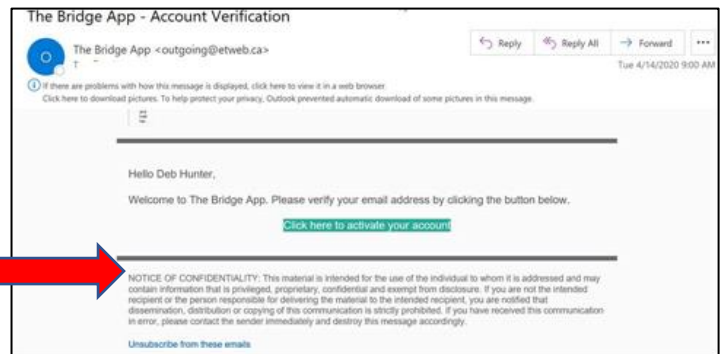 The Bridge App - Account Verification
The Bridge App <outgoing@etweb.ca>
Reply
Reply All
Forward
Tue 4/14/2020 9:00 AM
If there are problems with how this message is displayed, click here to view it in a web browser.
Click here to download pictures. To help protect your privacy, Outlook prevented automatic download of some pictures in this message.
Hello Deb Hunter,
Welcome to The Bridge App. Please verify your email address by clicking the button below.
Click here to activate your account
NOTICE OF CONFIDENTIALITY: This material is intended for the use of the individual to whom it is addressed and may
contain information that is privileged, proprietary, confidential and exempt from disclosure. If you are not the intended
recipient or the person responsible for delivering the material to the intended recipient, you are notified that
dissemination, distribution or copying of this communication is strictly prohibited. If you have received this communication
in error, please contact the sender immediately and destroy this message accordingly.
Unsubscribe from these emails